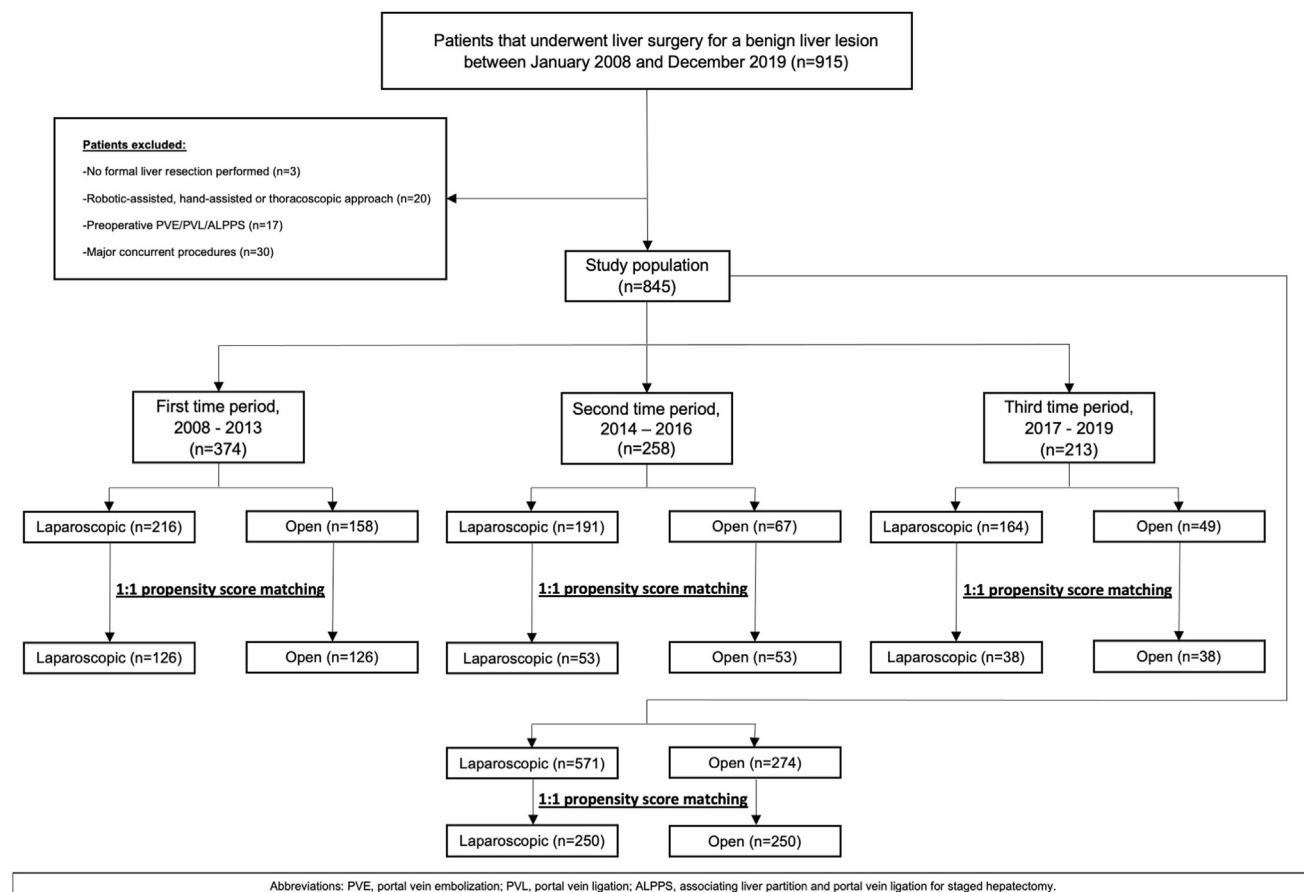 Patients that underwent liver surgery for a benign liver lesion
between January 2008 and December 2019 (n=915)
Patients excluded:
-No formal liver resection performed (n=3)
-Robotic-assisted, hand-assisted or thoracoscopic approach (n=20)
-Preoperative PVE/PVL/ALPPS (n=17)
-Major concurrent procedures (n=30)
Study population
(n=845)
First time period,
2008 - 2013
(n=374)
Second time period,
2014 – 2016
(n=258)
Third time period,
2017 - 2019
(n=213)
Laparoscopic (n=216)
Open (n=158)
Laparoscopic (n=191)
Open (n=67)
Laparoscopic (n=164)
Open (n=49)
1:1 propensity score matching
1:1 propensity score matching
1:1 propensity score matching
Laparoscopic (n=126)
Open (n=126)
Laparoscopic (n=53)
Open (n=53)
Laparoscopic (n=38)
Open (n=38)
Laparoscopic (n=571)
Open (n=274)
1:1 propensity score matching
Laparoscopic (n=250)
Open (n=250)
Abbreviations: PVE, portal vein embolization; PVL, portal vein ligation; ALPPS, associating liver partition and portal vein ligation for staged hepatectomy.